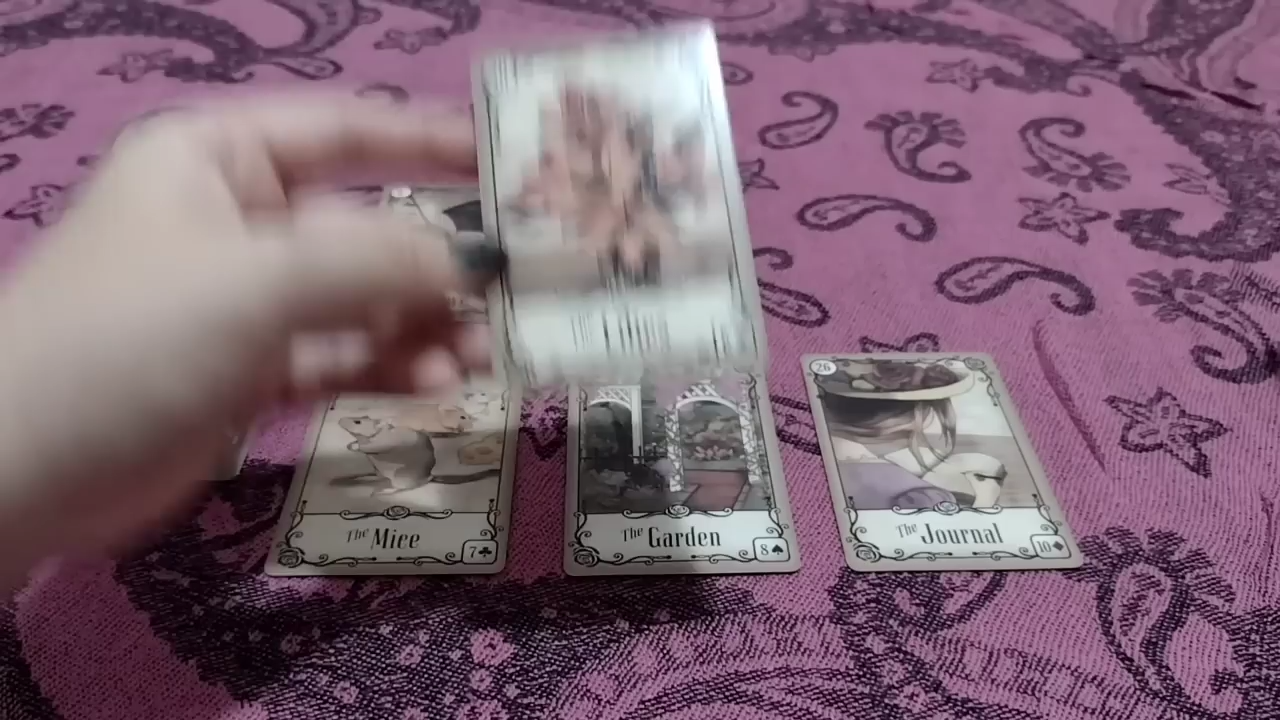 26
The Mice
7♣
The Garden
8♠
The Journal
10♦